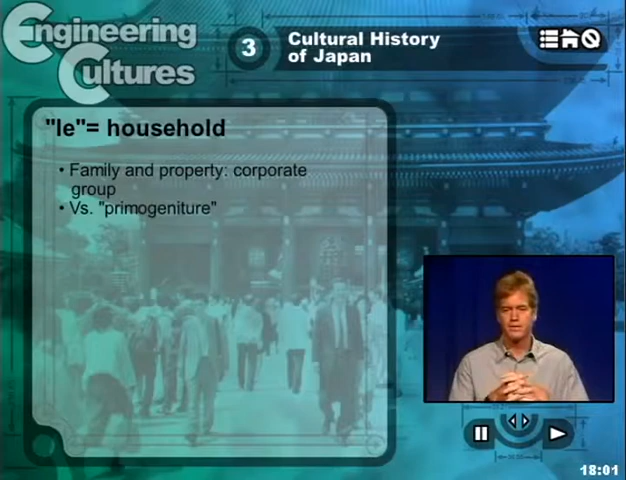 Engineering
Cultures
3
Cultural History
of Japan
"Ie"= household
• Family and property: corporate
group
• Vs. "primogeniture"
18:01